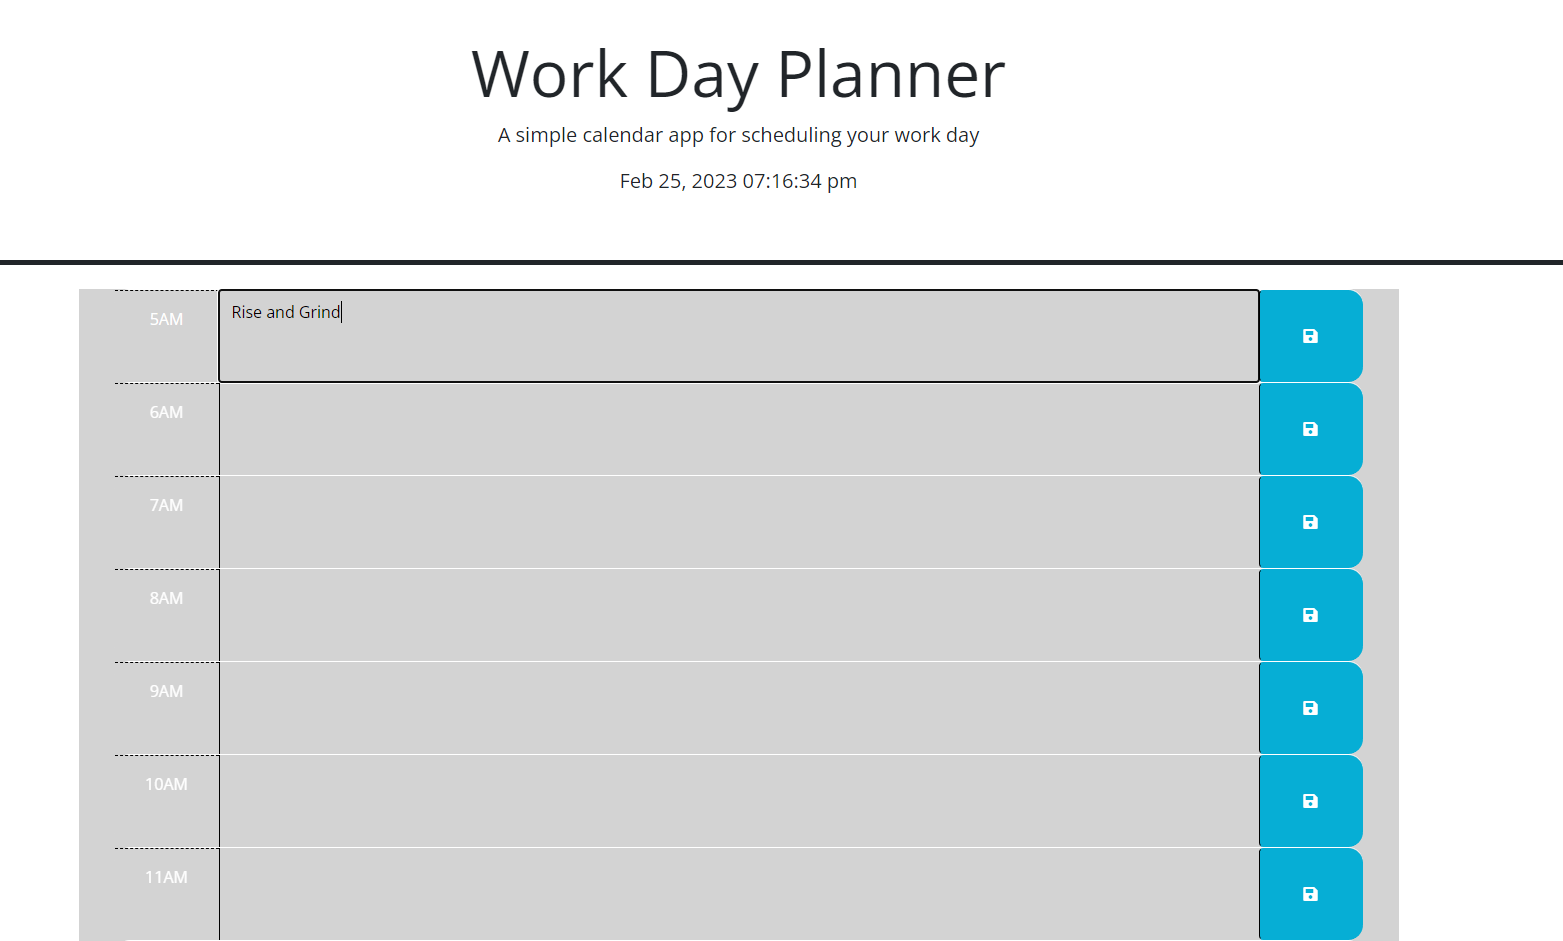 Work Day Planner
A simple calendar app for scheduling your work day
Feb 25, 2023 07:16:34 pm
5AM
Rise and Grind
6AM
7AM
8AM
9AM
10AM
11AM